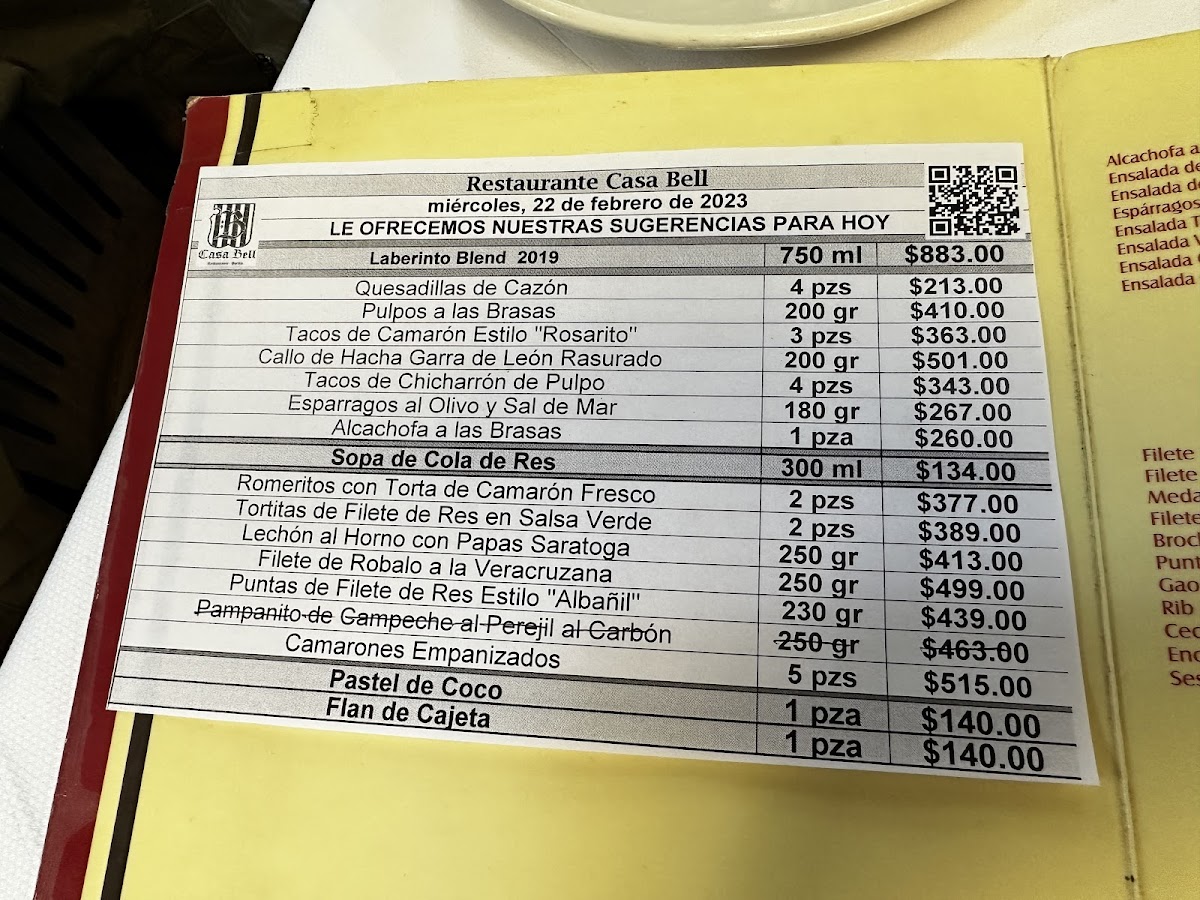 Restaurante Casa Bell
miércoles, 22 de febrero de 2023
LE OFRECEMOS NUESTRAS SUGERENCIAS PARA HOY
Casa Bell
Laberinto Blend 2019 750 ml $883.00
Quesadillas de Cazón 4 pzs $213.00
Pulpos a las Brasas 200 gr $410.00
Tacos de Camarón Estilo "Rosarito" 3 pzs $363.00
Callo de Hacha Garra de León Rasurado 200 gr $501.00
Tacos de Chicharrón de Pulpo 4 pzs $343.00
Esparragos al Olivo y Sal de Mar 180 gr $267.00
Alcachofa a las Brasas 1 pza $260.00
Sopa de Cola de Res 300 ml $134.00
Romeritos con Torta de Camarón Fresco 2 pzs $377.00
Tortitas de Filete de Res en Salsa Verde 2 pzs $389.00
Lechón al Horno con Papas Saratoga 250 gr $413.00
Filete de Robalo a la Veracruzana 250 gr $499.00
Puntas de Filete de Res Estilo "Albañil" 230 gr $439.00
Pampanito de Campeche al Perejil al Carbón 250 gr $463.00
Camarones Empanizados 5 pzs $515.00
Pastel de Coco 1 pza $140.00
Flan de Cajeta 1 pza $140.00
Alcachofa a
Ensalada de
Ensalada de
Espárragos
Ensalada
Ensalada
Ensalada
Ensalada
Filete
Filete
Filete
Rib